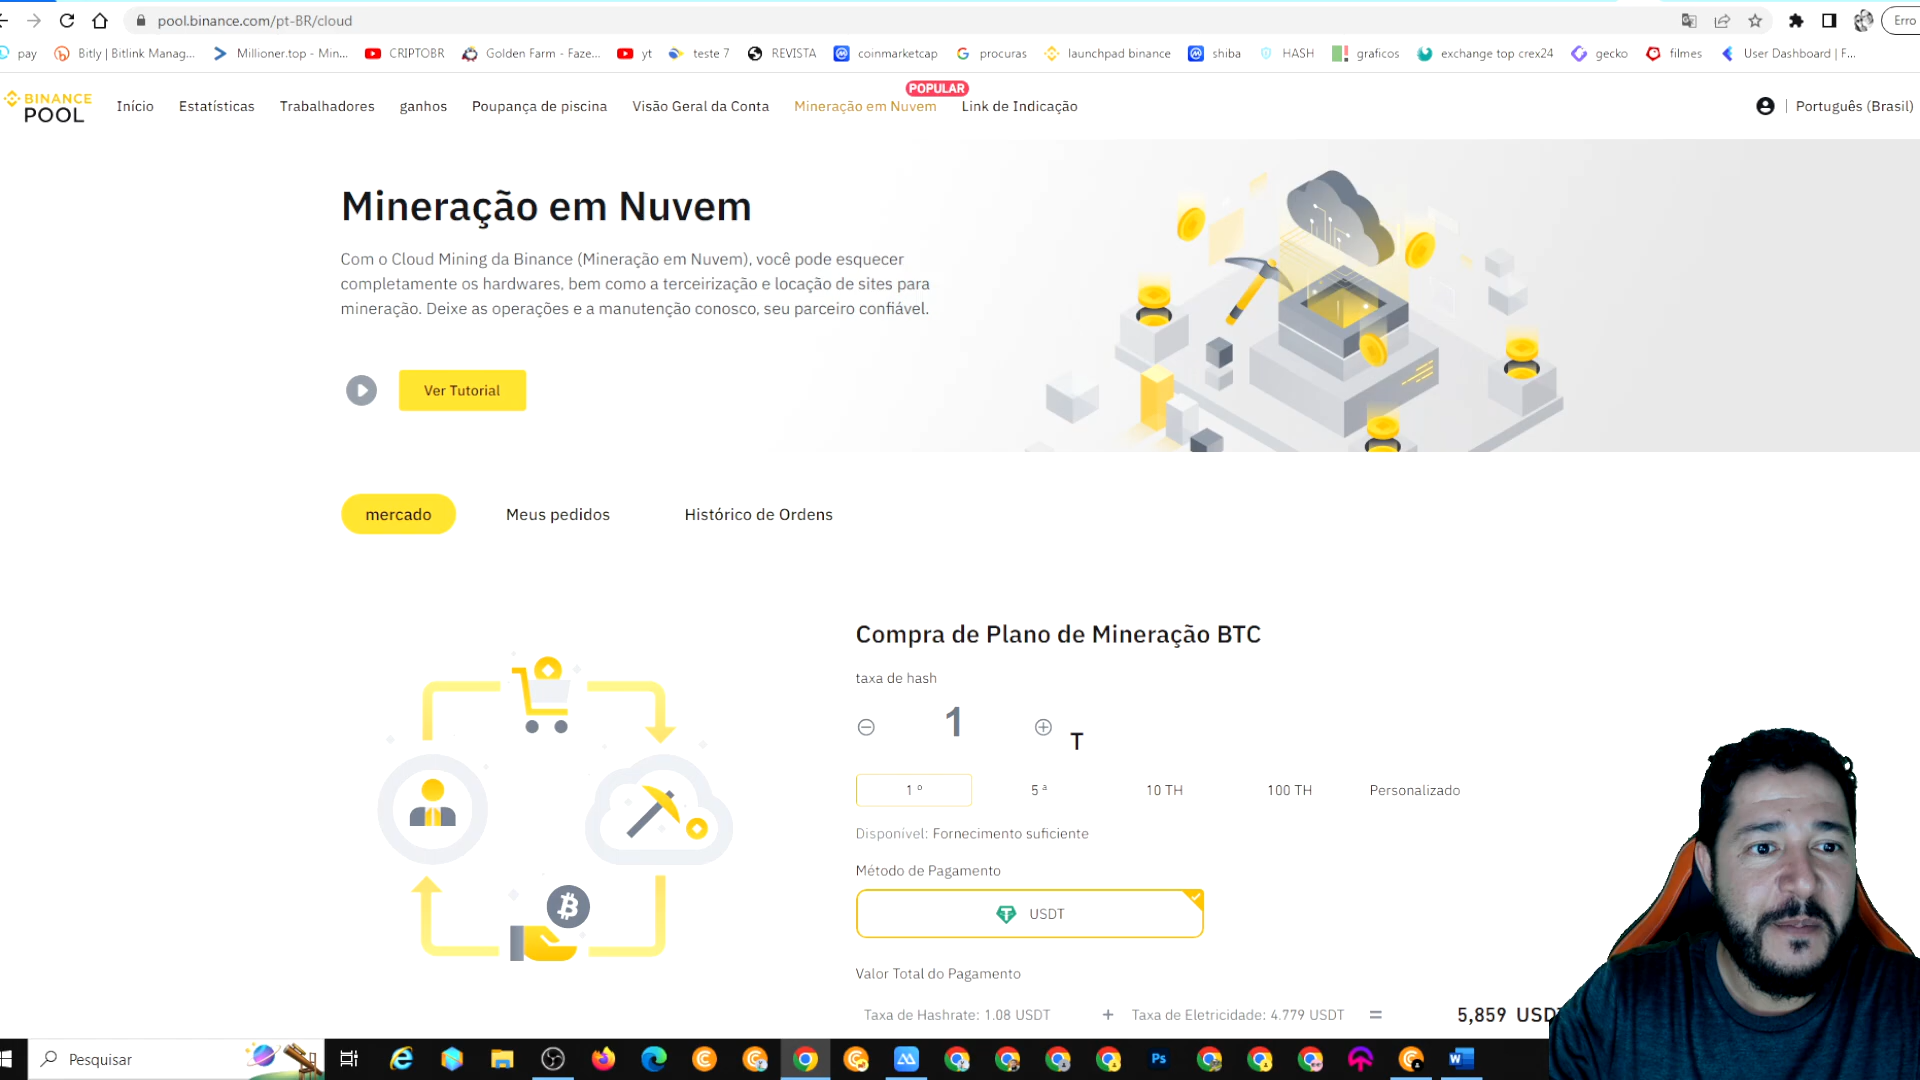 pool.binance.com/pt-BR/cloud
Erro
pay
Bitly | Bitlink Manag...
Millioner.top - Min...
CRIPTOBR
Golden Farm - Faze...
yt
teste 7
REVISTA
coinmarketcap
procuras
launchpad binance
shiba
HASH
graficos
exchange top crex24
gecko
filmes
User Dashboard | F...
BINANCE
POOL
Início
Estatísticas
Trabalhadores
ganhos
Poupança de piscina
Visão Geral da Conta
Mineração em Nuvem
POPULAR
Link de Indicação
Português (Brasil)
Mineração em Nuvem
Com o Cloud Mining da Binance (Mineração em Nuvem), você pode esquecer
completamente os hardwares, bem como a terceirização e locação de sites para
mineração. Deixe as operações e a manutenção conosco, seu parceiro confiável.
Ver Tutorial
mercado
Meus pedidos
Histórico de Ordens
Compra de Plano de Mineração BTC
taxa de hash
1
T
1 º
5 ª
10 TH
100 TH
Personalizado
Disponível: Fornecimento suficiente
Método de Pagamento
USDT
Valor Total do Pagamento
Taxa de Hashrate: 1.08 USDT + Taxa de Eletricidade: 4.779 USDT = 5,859 USDT
Pesquisar
Ps